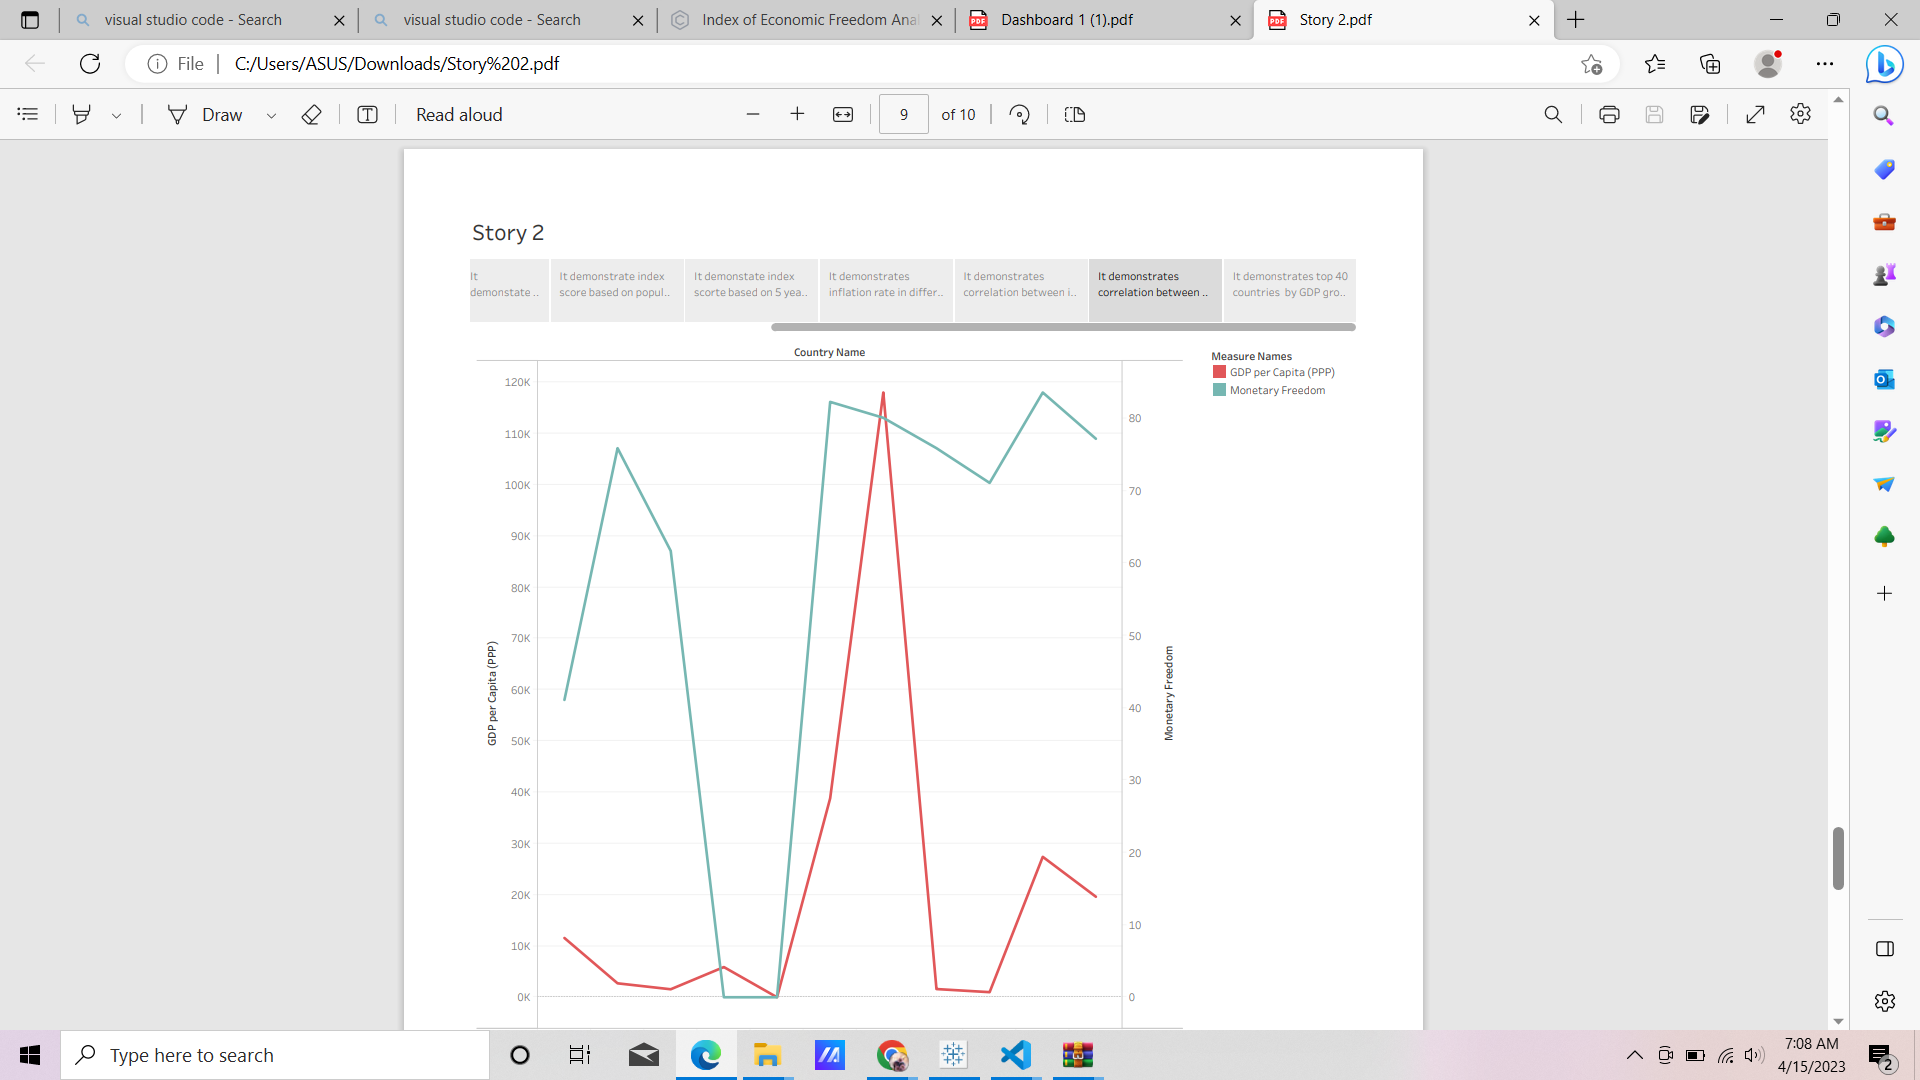 visual studio code - Search
visual studio code - Search
Index of Economic Freedom Anal
Dashboard 1 (1).pdf
Story 2.pdf
File
C:/Users/ASUS/Downloads/Story%202.pdf
Draw
Read aloud
9
of 10
Story 2
It
demonstate ..
It demonstrate index
score based on popul..
It demonstate index
scorte based on 5 yea..
It demonstrates
inflation rate in differ..
It demonstrates
correlation between i..
It demonstrates
correlation between ..
It demonstrates top 40
countries by GDP gro..
Country Name
Measure Names
GDP per Capita (PPP)
Monetary Freedom
120K
110K
100K
90K
80K
70K
60K
50K
40K
30K
20K
10K
0K
GDP per Capita (PPP)
80
70
60
50
40
30
20
10
0
Monetary Freedom
Type here to search
7:08 AM
4/15/2023
2